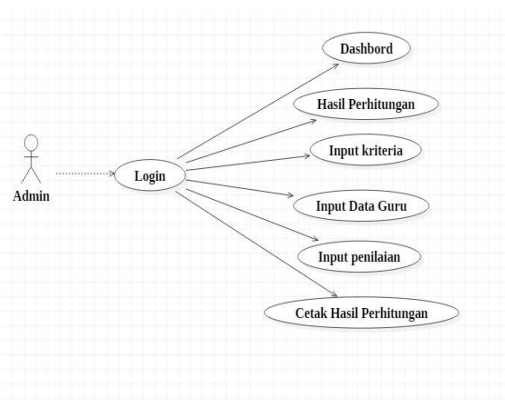 Dashbord
Hasil Perhitungan
Input kriteria
Login
Admin
Input Data Guru
Input penilaian
Cetak Hasil Perhitungan